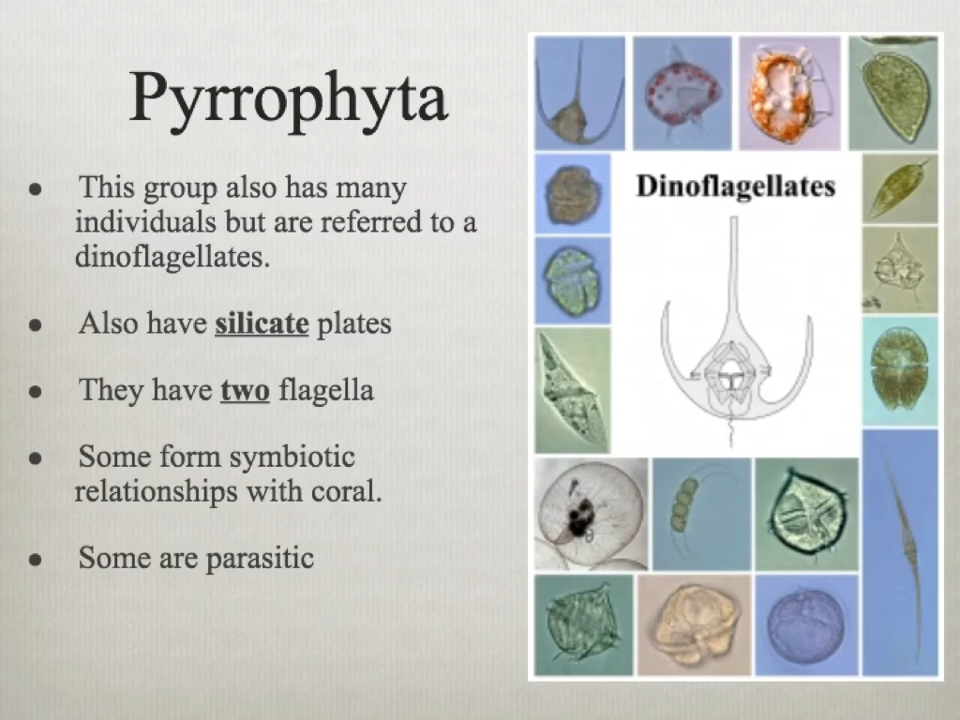 Pyrrophyta
• This group also has many
individuals but are referred to a
dinoflagellates.
• Also have silicate plates
• They have two flagella
• Some form symbiotic
relationships with coral.
• Some are parasitic
Dinoflagellates